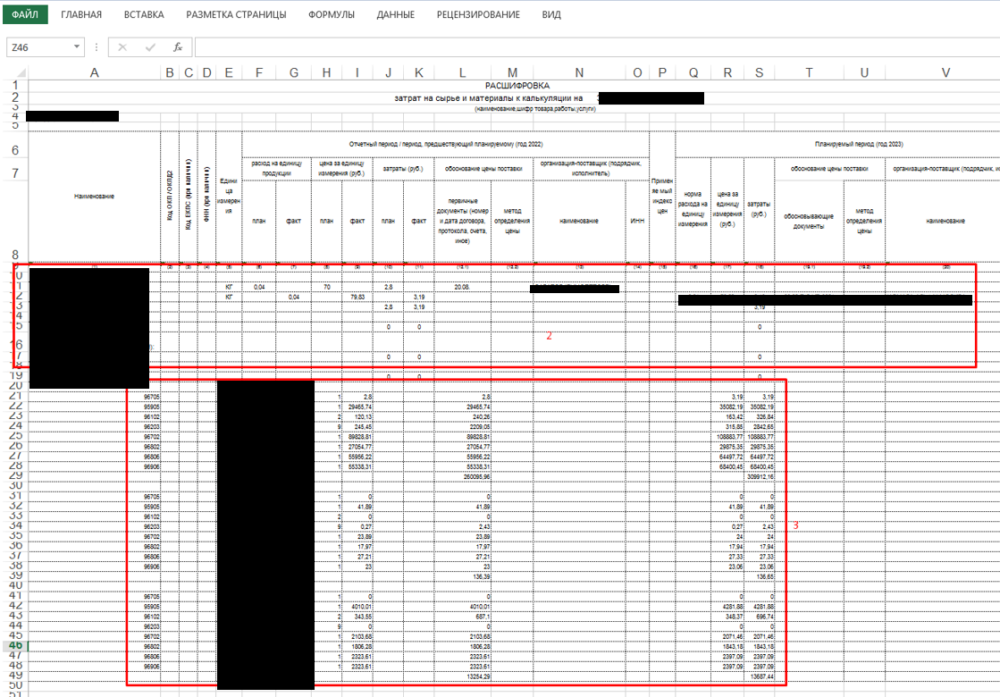 ФАЙЛ ГЛАВНАЯ ВСТАВКА РАЗМЕТКА СТРАНИЦЫ ФОРМУЛЫ ДАННЫЕ РЕЦЕНЗИРОВАНИЕ ВИД
Z46 fx
A B C D E F G H I J K L M N O P Q R S T U V
1 РАСШИФРОВКА
2 затрат на сырье и материалы к калькуляции на
3 (наименование,шифр товара,работы,услуги)
4
5
6 Отчетный период / период, предшествующий планируемому (год 2022) Планируемый период (год 2023)
7 расход на единицу продукции цена за единицу измерения (руб.) затраты (руб.) обоснование цены поставки организация-поставщик (подрядчик, исполнитель) обоснование цены поставки организация-поставщик (подрядчик, и
8 Наименование Код ОКП / ОКПД2 Код ЕКПС (при наличии) ФНН (при наличии) Едини ца измерен ия план факт план факт план факт первичные документы (номер и дата договора, протокола, счета, иное) метод определения цены наименование ИНН Примен яе мый индекс цен норма расхода на единицу измерения цена за единицу измерения (руб.) затраты (руб.) обосновывающие документы метод определения цены наименование
9 (1) (2) (3) (4) (5) (6) (7) (8) (9) (10) (11) (12.1) (12.2) (13) (14) (15) (16) (17) (18) (19.1) (19.2) (20)
КГ 0,04 70 2,8 20.08.
КГ 0,04 79,83 3,19
2,8 3,19 3,19
0 0 0
2
16 ):
0 0 0
19 0 0 0
20
21 96705 1 2,8 2,8 3,19 3,19
22 95905 1 29465,74 29465,74 35082,19 35082,19
23 96102 2 120,13 240,26 163,42 326,84
24 96203 9 245,45 2209,05 315,85 2842,65
25 96702 1 89828,81 89828,81 108883,77 108883,77
26 96802 1 27054,77 27054,77 29875,35 29875,35
27 96806 1 55956,22 55956,22 64497,72 64497,72
28 96906 1 55338,31 55338,31 68400,45 68400,45
29 260095,96 309912,16
30
31 96705 1 0 0 0 0
32 95905 1 41,89 41,89 41,89 41,89
33 96102 2 0 0 0 0
34 96203 9 0,27 2,43 0,27 2,43 3
35 96702 1 23,89 23,89 24 24
36 96802 1 17,97 17,97 17,94 17,94
37 96806 1 27,21 27,21 27,33 27,33
38 96906 1 23 23 23,06 23,06
39 136,39 136,65
40
41 96705 1 0 0 0 0
42 95905 1 4010,01 4010,01 4281,88 4281,88
43 96102 2 343,55 687,1 348,37 696,74
44 96203 9 0 0 0 0
45 96702 1 2103,68 2103,68 2071,46 2071,46
46 96802 1 1806,28 1806,28 1843,18 1843,18
47 96806 1 2323,61 2323,61 2397,09 2397,09
48 96906 1 2323,61 2323,61 2397,09 2397,09
49 13254,29 13687,44
50
51